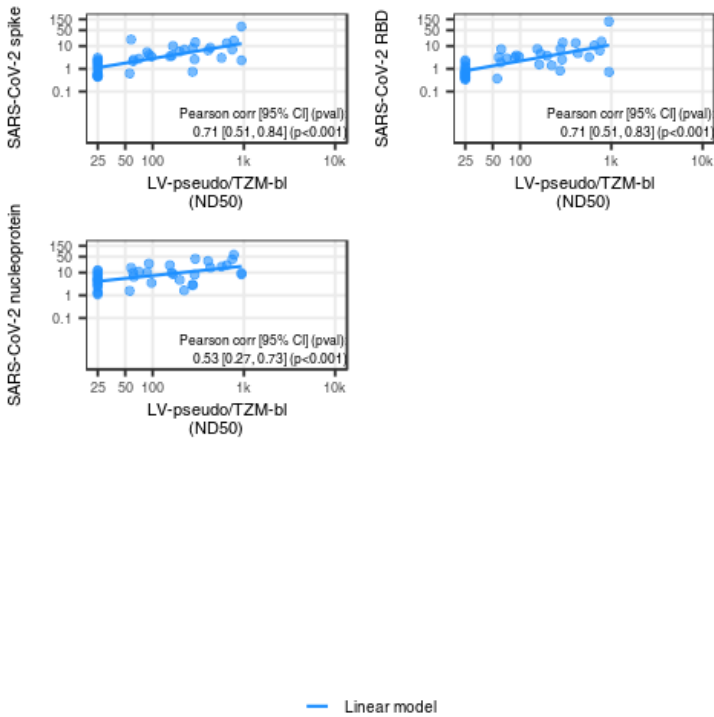 SARS-CoV-2 spike
150
50
10
1
0.1
Pearson corr [95% CI] (pval)
0.71 [0.51, 0.84] (p<0.001)
25 50 100 1k 10k
LV-pseudo/TZM-bl
(ND50)
SARS-CoV-2 RBD
150
50
10
1
0.1
Pearson corr [95% CI] (pval)
0.71 [0.51, 0.83] (p<0.001)
25 50 100 1k 10k
LV-pseudo/TZM-bl
(ND50)
SARS-CoV-2 nucleoprotein
150
50
10
1
0.1
Pearson corr [95% CI] (pval)
0.53 [0.27, 0.73] (p<0.001)
25 50 100 1k 10k
LV-pseudo/TZM-bl
(ND50)
Linear model